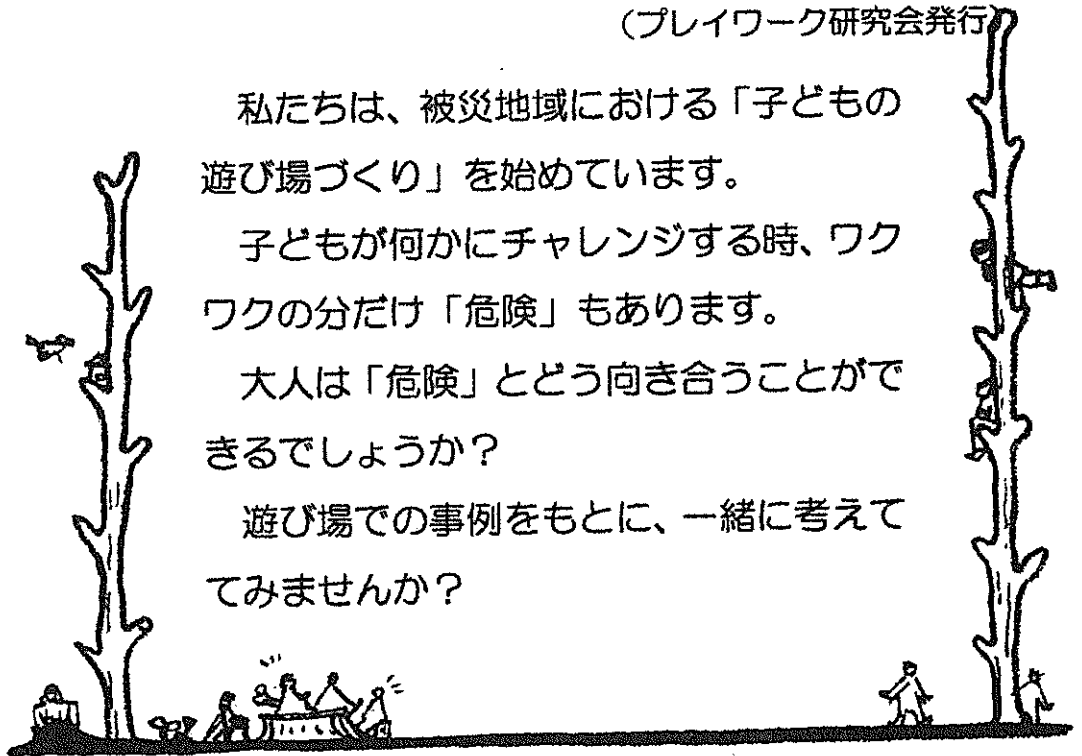 （プレイワーク研究会発行）
私たちは、被災地域における「子どもの
遊び場づくり」を始めています。
子どもが何かにチャレンジする時、ワク
ワクの分だけ「危険」もあります。
大人は「危険」とどう向き合うことがで
きるでしょうか？
遊び場での事例をもとに、一緒に考えて
てみませんか？